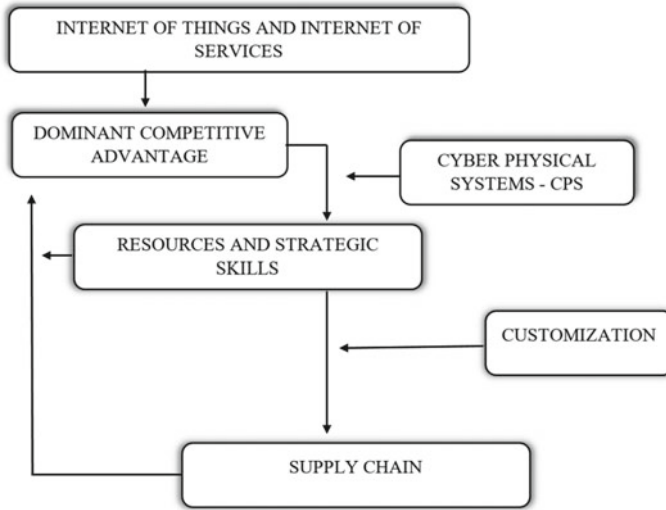 INTERNET OF THINGS AND INTERNET OF
SERVICES
DOMINANT COMPETITIVE
ADVANTAGE
CYBER PHYSICAL
SYSTEMS - CPS
RESOURCES AND STRATEGIC
SKILLS
CUSTOMIZATION
SUPPLY CHAIN